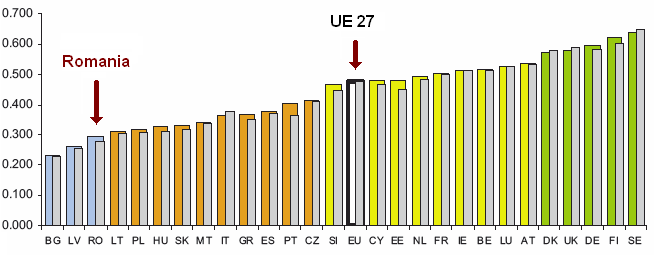 UE 27
Romania
0.700
0.600
0.500
0.400
0.300
0.200
0.100
0.000
BG LV RO LT PL HU SK MT IT GR ES PT CZ SI EU CY EE NL FR IE BE LU AT DK UK DE FI SE